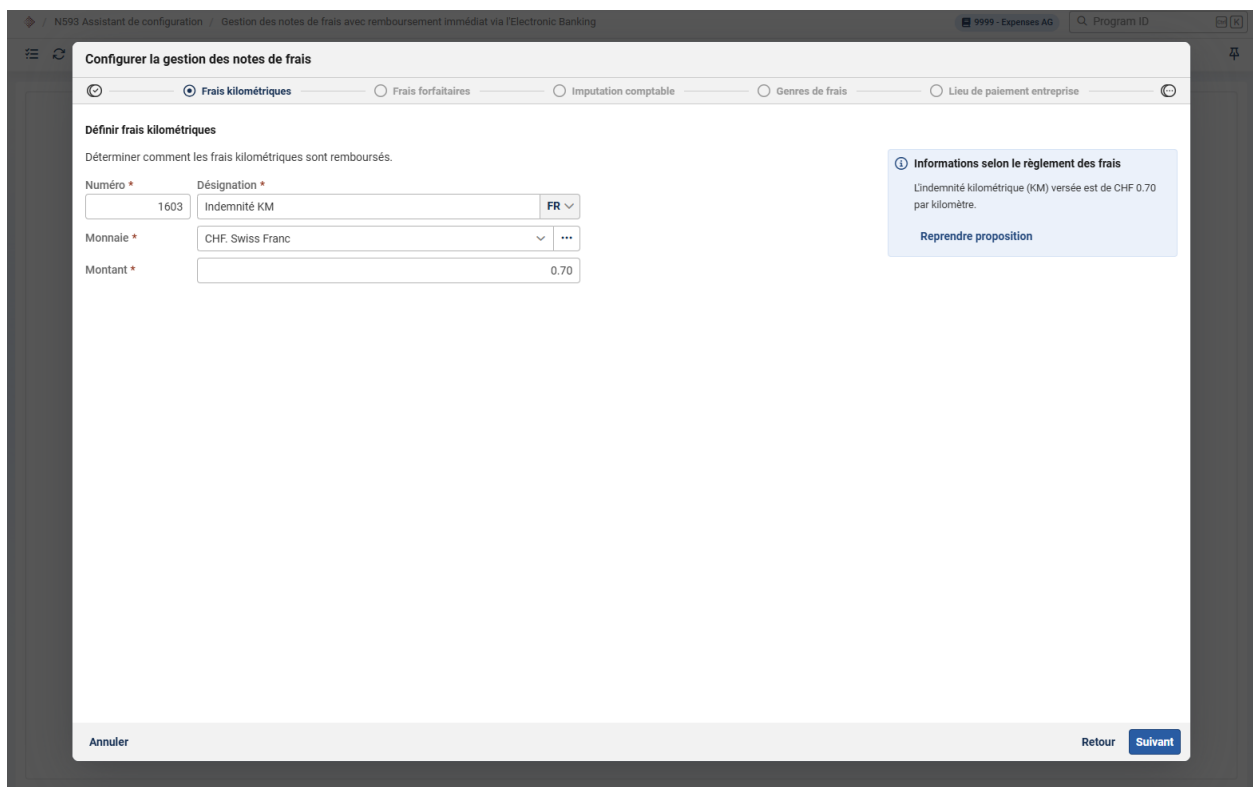 / N593 Assistant de configuration / Gestion des notes de frais avec remboursement immédiat via l'Electronic Banking
9999 - Expenses AG
Program ID
K
Configurer la gestion des notes de frais
Frais kilométriques
Frais forfaitaires
Imputation comptable
Genres de frais
Lieu de paiement entreprise
Définir frais kilométriques
Déterminer comment les frais kilométriques sont remboursés.
Informations selon le règlement des frais
L'indemnité kilométrique (KM) versée est de CHF 0.70
par kilomètre.
Reprendre proposition
Numéro * Désignation *
1603 Indemnité KM FR
Monnaie * CHF. Swiss Franc
Montant * 0.70
Annuler
Retour Suivant